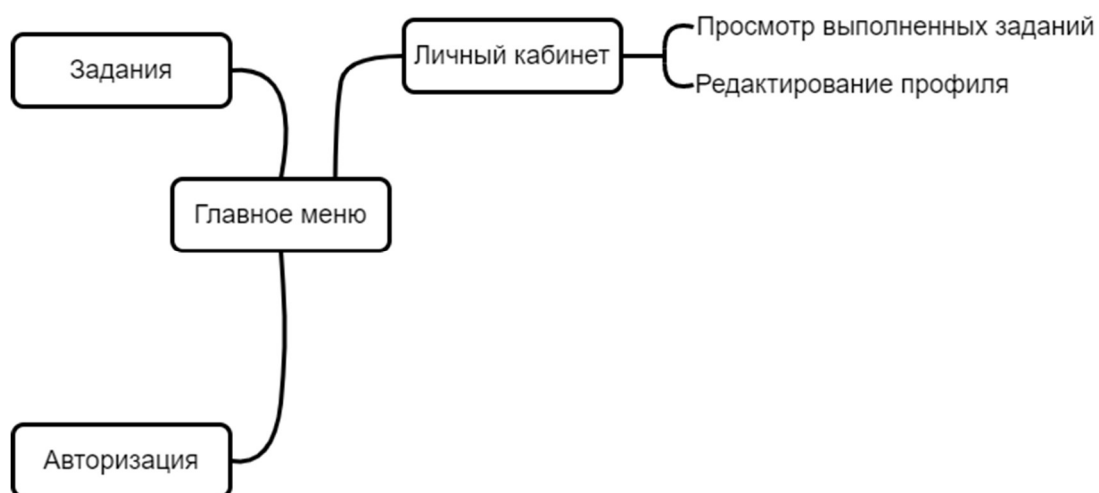 Просмотр выполненных заданий
Личный кабинет
Задания
Редактирование профиля
Главное меню
Авторизация